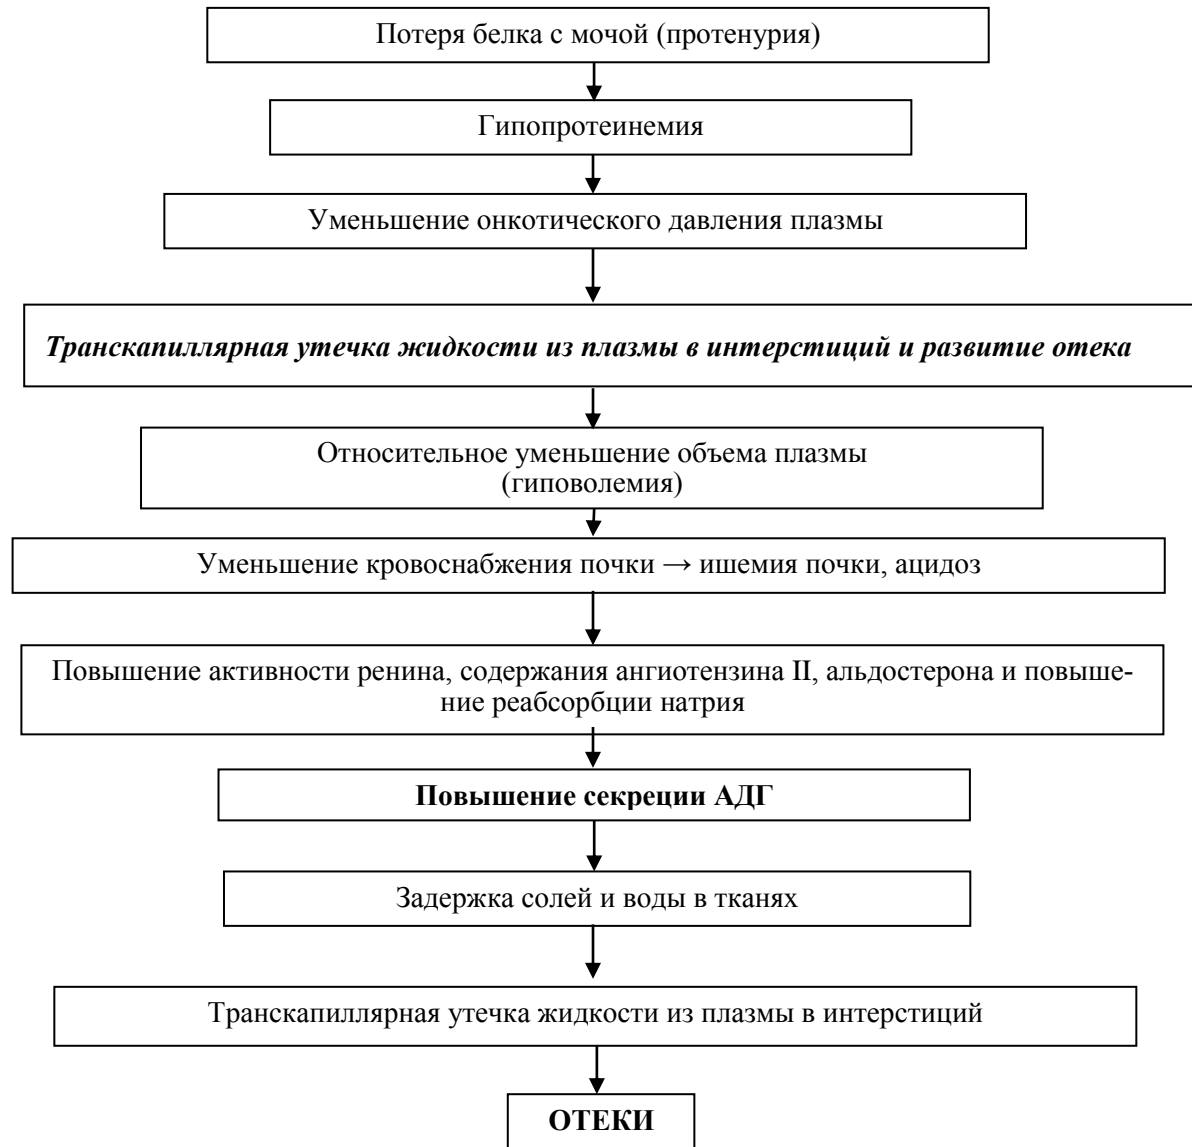 Потеря белка с мочой (протенурия)
Гипопротеинемия
Уменьшение онкотического давления плазмы
Транскапиллярная утечка жидкости из плазмы в интерстиций и развитие отека
Относительное уменьшение объема плазмы
(гиповолемия)
Уменьшение кровоснабжения почки → ишемия почки, ацидоз
Повышение активности ренина, содержания ангиотензина II, альдостерона и повыше-
ние реабсорбции натрия
Повышение секреции АДГ
Задержка солей и воды в тканях
Транскапиллярная утечка жидкости из плазмы в интерстиций
ОТЕКИ